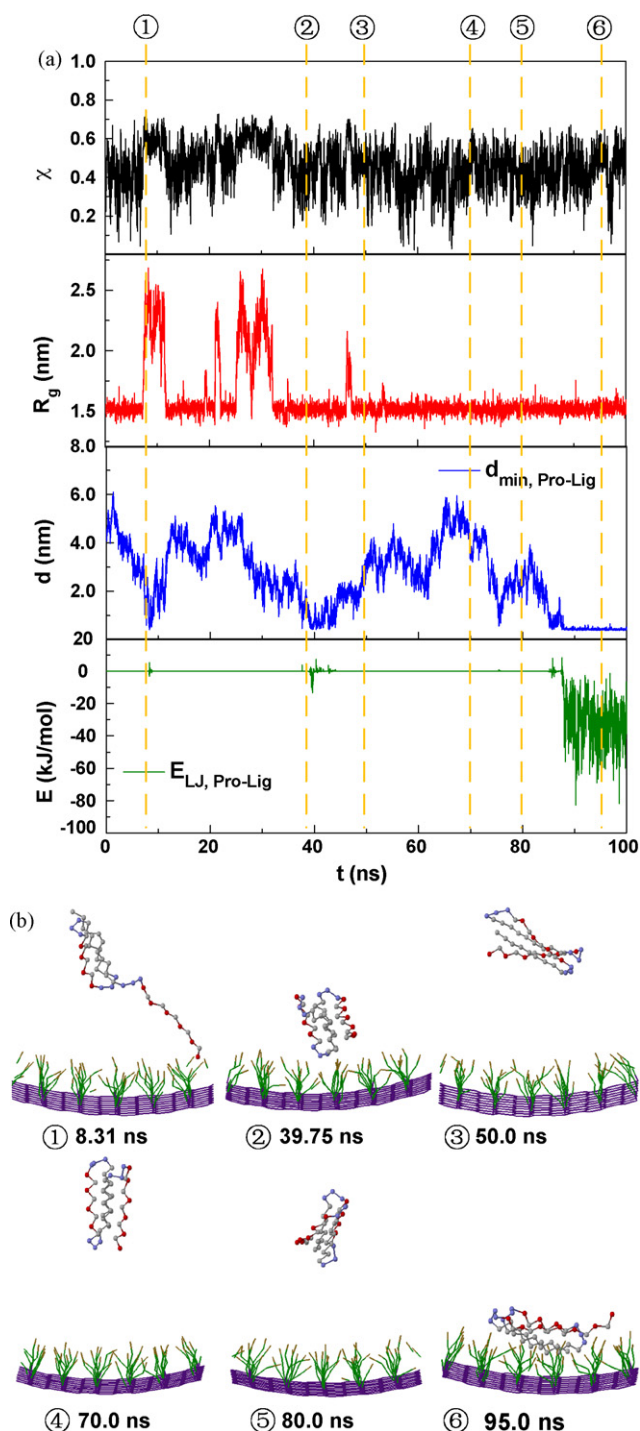 ① ② ③ ④ ⑤ ⑥
(a)
1.0
0.8
0.6
0.4
0.2
χ
2.5
2.0
1.5
R_g (nm)
8.0
6.0
4.0
2.0
d (nm)
d_min, Pro-Lig
20
0
-20
-40
-60
-80
-100
E (kJ/mol)
E_LJ, Pro-Lig
0 20 40 60 80 100
t (ns)
(b)
① 8.31 ns ② 39.75 ns ③ 50.0 ns
④ 70.0 ns ⑤ 80.0 ns ⑥ 95.0 ns